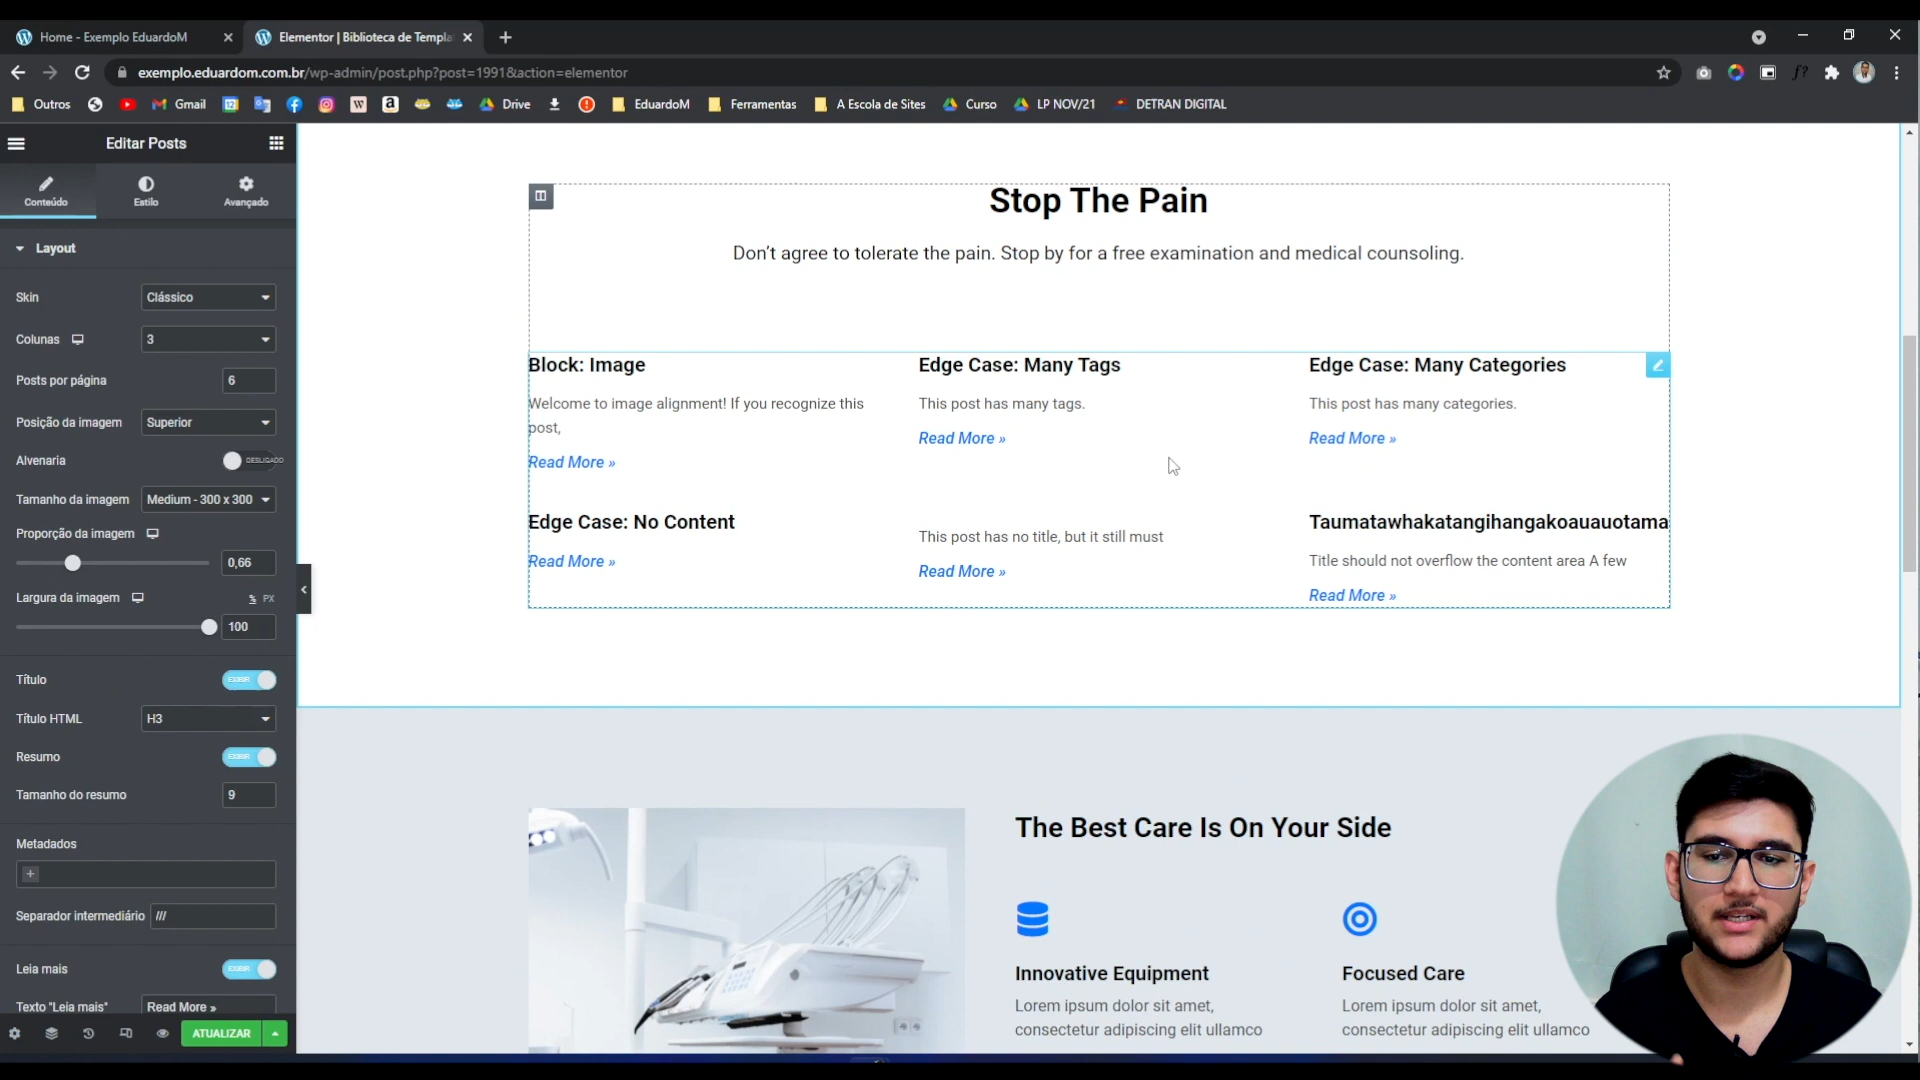 Home - Exemplo EduardoM
Elementor | Biblioteca de Templa
exemplo.eduardom.com.br/wp-admin/post.php?post=1991&action=elementor
Outros
Gmail
Drive
EduardoM
Ferramentas
A Escola de Sites
Curso
LP NOV/21
DETRAN DIGITAL
Editar Posts
Conteúdo
Estilo
Avançado
Layout
Skin
Clássico
Colunas
3
Posts por página
6
Posição da imagem
Superior
Alvenaria
DESLIGADO
Tamanho da imagem
Medium - 300 x 300
Proporção da imagem
0,66
Largura da imagem
% PX
100
Título
EXIBIR
Título HTML
H3
Resumo
EXIBIR
Tamanho do resumo
9
Metadados
+
Separador intermediário
///
Leia mais
EXIBIR
Texto "Leia mais"
Read More »
ATUALIZAR
Stop The Pain
Don't agree to tolerate the pain. Stop by for a free examination and medical counsoling.
Block: Image
Welcome to image alignment! If you recognize this
post,
Read More »
Edge Case: Many Tags
This post has many tags.
Read More »
Edge Case: Many Categories
This post has many categories.
Read More »
Edge Case: No Content
Read More »
This post has no title, but it still must
Read More »
Taumatawhakatangihangakoauauotama
Title should not overflow the content area A few
Read More »
The Best Care Is On Your Side
Innovative Equipment
Lorem ipsum dolor sit amet,
consectetur adipiscing elit ullamco
Focused Care
Lorem ipsum dolor sit amet,
consectetur adipiscing elit ullamco